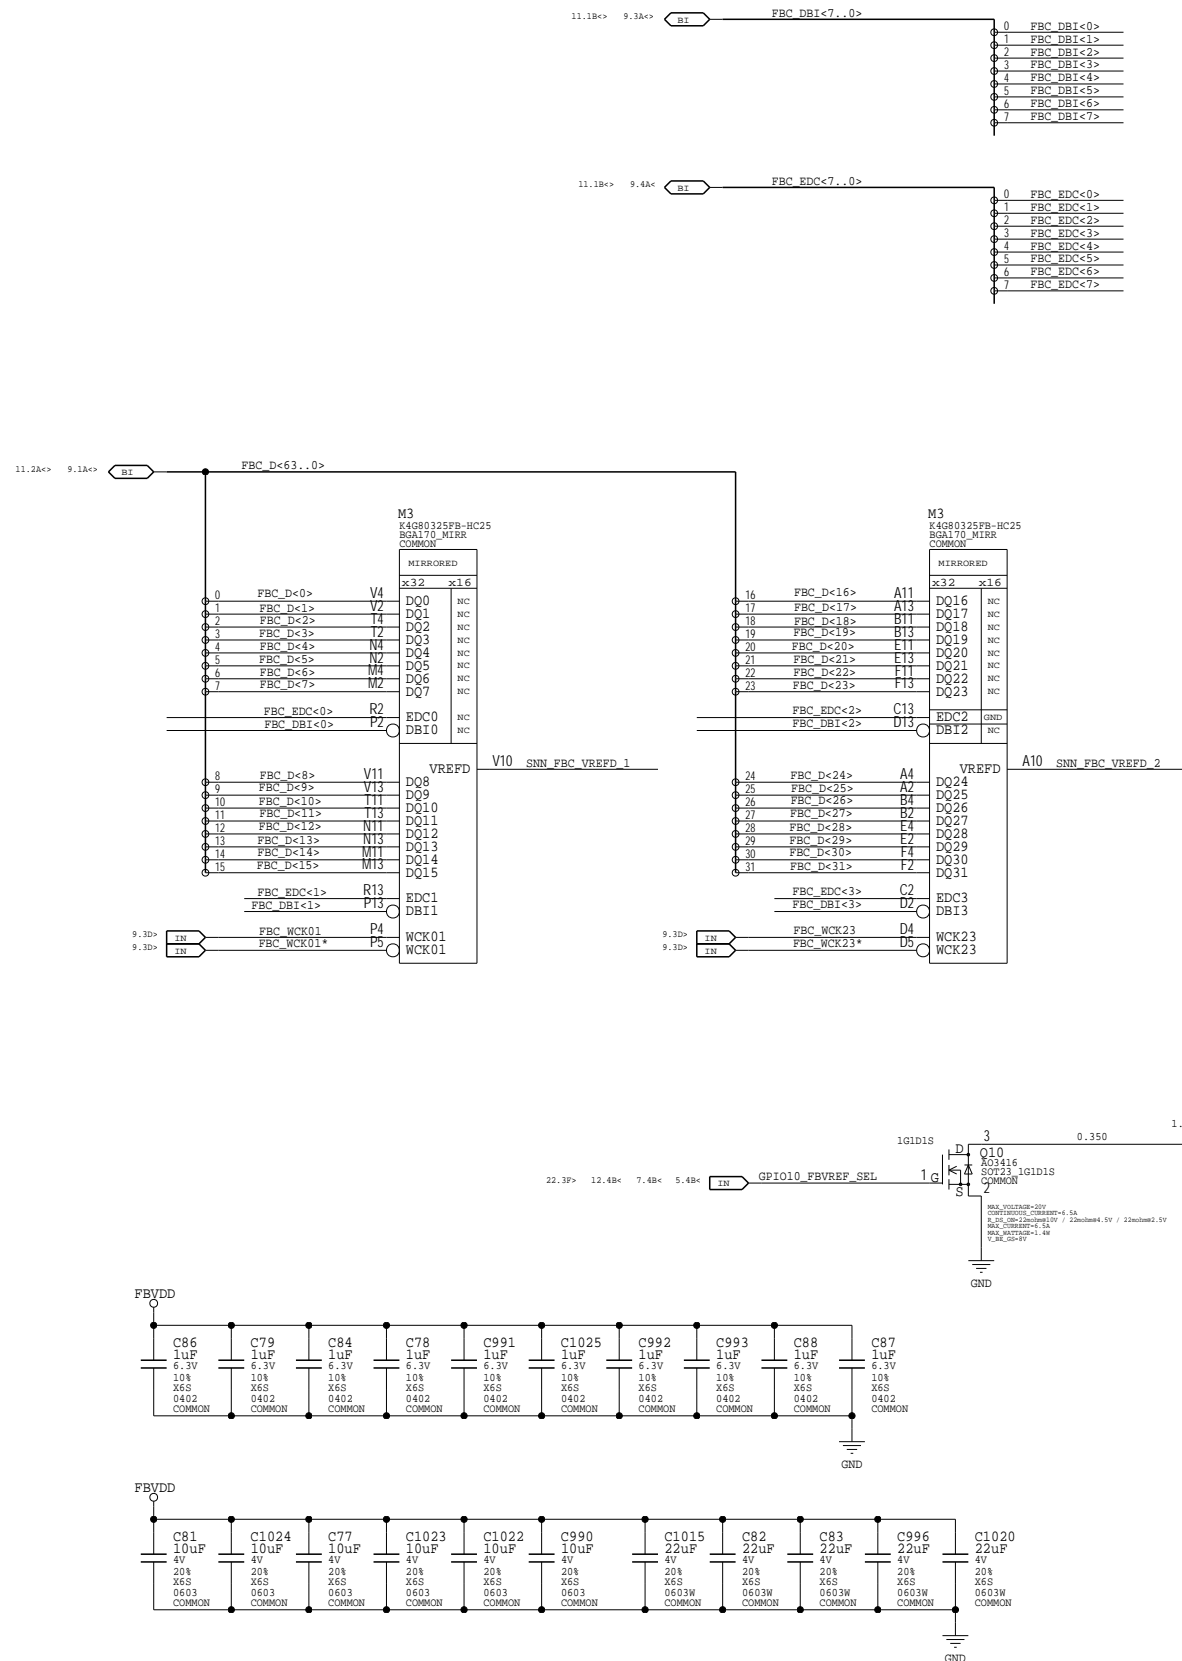 11.1B<> 9.3A<> BI FBC_DBI<7..0>
0 FBC_DBI<0>
1 FBC_DBI<1>
2 FBC_DBI<2>
3 FBC_DBI<3>
4 FBC_DBI<4>
5 FBC_DBI<5>
6 FBC_DBI<6>
7 FBC_DBI<7>
11.1B<> 9.4A< BI FBC_EDC<7..0>
0 FBC_EDC<0>
1 FBC_EDC<1>
2 FBC_EDC<2>
3 FBC_EDC<3>
4 FBC_EDC<4>
5 FBC_EDC<5>
6 FBC_EDC<6>
7 FBC_EDC<7>
11.2A<> 9.1A<> BI FBC_D<63..0>
M3
K4G80325FB-HC25
BGA170_MIRR
COMMON
MIRRORED
x32 x16
0 FBC_D<0> V4 DQ0 NC
1 FBC_D<1> V2 DQ1 NC
2 FBC_D<2> T4 DQ2 NC
3 FBC_D<3> T2 DQ3 NC
4 FBC_D<4> N4 DQ4 NC
5 FBC_D<5> N2 DQ5 NC
6 FBC_D<6> M4 DQ6 NC
7 FBC_D<7> M2 DQ7 NC
FBC_EDC<0> R2 EDC0 NC
FBC_DBI<0> P2 DBI0 NC
VREFD V10 SNN_FBC_VREFD_1
8 FBC_D<8> V11 DQ8
9 FBC_D<9> V13 DQ9
10 FBC_D<10> T11 DQ10
11 FBC_D<11> T13 DQ11
12 FBC_D<12> N11 DQ12
13 FBC_D<13> N13 DQ13
14 FBC_D<14> M11 DQ14
15 FBC_D<15> M13 DQ15
FBC_EDC<1> R13 EDC1
FBC_DBI<1> P13 DBI1
9.3D> IN FBC_WCK01 P4 WCK01
9.3D> IN FBC_WCK01* P5 WCK01
M3
K4G80325FB-HC25
BGA170_MIRR
COMMON
MIRRORED
x32 x16
16 FBC_D<16> A11 DQ16 NC
17 FBC_D<17> A13 DQ17 NC
18 FBC_D<18> B11 DQ18 NC
19 FBC_D<19> B13 DQ19 NC
20 FBC_D<20> E11 DQ20 NC
21 FBC_D<21> E13 DQ21 NC
22 FBC_D<22> F11 DQ22 NC
23 FBC_D<23> F13 DQ23 NC
FBC_EDC<2> C13 EDC2 GND
FBC_DBI<2> D13 DBI2 NC
VREFD A10 SNN_FBC_VREFD_2
24 FBC_D<24> A4 DQ24
25 FBC_D<25> A2 DQ25
26 FBC_D<26> B4 DQ26
27 FBC_D<27> B2 DQ27
28 FBC_D<28> E4 DQ28
29 FBC_D<29> E2 DQ29
30 FBC_D<30> F4 DQ30
31 FBC_D<31> F2 DQ31
FBC_EDC<3> C2 EDC3
FBC_DBI<3> D2 DBI3
9.3D> IN FBC_WCK23 D4 WCK23
9.3D> IN FBC_WCK23* D5 WCK23
1.
1G1D1S D 3 0.350
Q10
AO3416
SOT23_1G1D1S
COMMON
22.3F> 12.4B< 7.4B< 5.4B< IN GPIO10_FBVREF_SEL 1 G
S 2
MAX_VOLTAGE=20V
CONTINUOUS_CURRENT=6.5A
R_DS_ON=22mohm@10V / 22mohm@4.5V / 22mohm@2.5V
MAX_CURRENT=6.5A
MAX_WATTAGE=1.4W
V_BE_GS=8V
GND
FBVDD
C86 C79 C84 C78 C991 C1025 C992 C993 C88 C87
1uF 1uF 1uF 1uF 1uF 1uF 1uF 1uF 1uF 1uF
6.3V 6.3V 6.3V 6.3V 6.3V 6.3V 6.3V 6.3V 6.3V 6.3V
10% 10% 10% 10% 10% 10% 10% 10% 10% 10%
X6S X6S X6S X6S X6S X6S X6S X6S X6S X6S
0402 0402 0402 0402 0402 0402 0402 0402 0402 0402
COMMON COMMON COMMON COMMON COMMON COMMON COMMON COMMON COMMON COMMON
GND
FBVDD
C81 C1024 C77 C1023 C1022 C990 C1015 C82 C83 C996 C1020
10uF 10uF 10uF 10uF 10uF 10uF 22uF 22uF 22uF 22uF 22uF
4V 4V 4V 4V 4V 4V 4V 4V 4V 4V 4V
20% 20% 20% 20% 20% 20% 20% 20% 20% 20% 20%
X6S X6S X6S X6S X6S X6S X6S X6S X6S X6S X6S
0603 0603 0603 0603 0603 0603 0603W 0603W 0603W 0603W 0603W
COMMON COMMON COMMON COMMON COMMON COMMON COMMON COMMON COMMON COMMON COMMON
GND